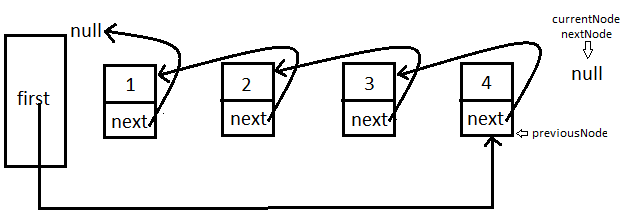 currentNode
nextNode
null
null
first
1
2
3
4
next
next
next
next
previousNode